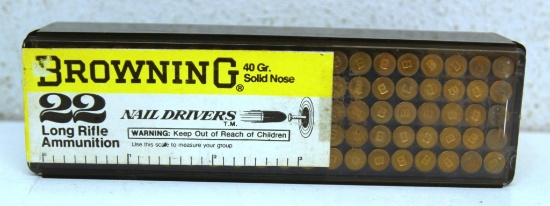 BROWNING®
40 Gr.
Solid Nose
22
Long Rifle
Ammunition
NAIL DRIVERS
T.M.
WARNING: Keep Out of Reach of Children
Use this scale to measure your group